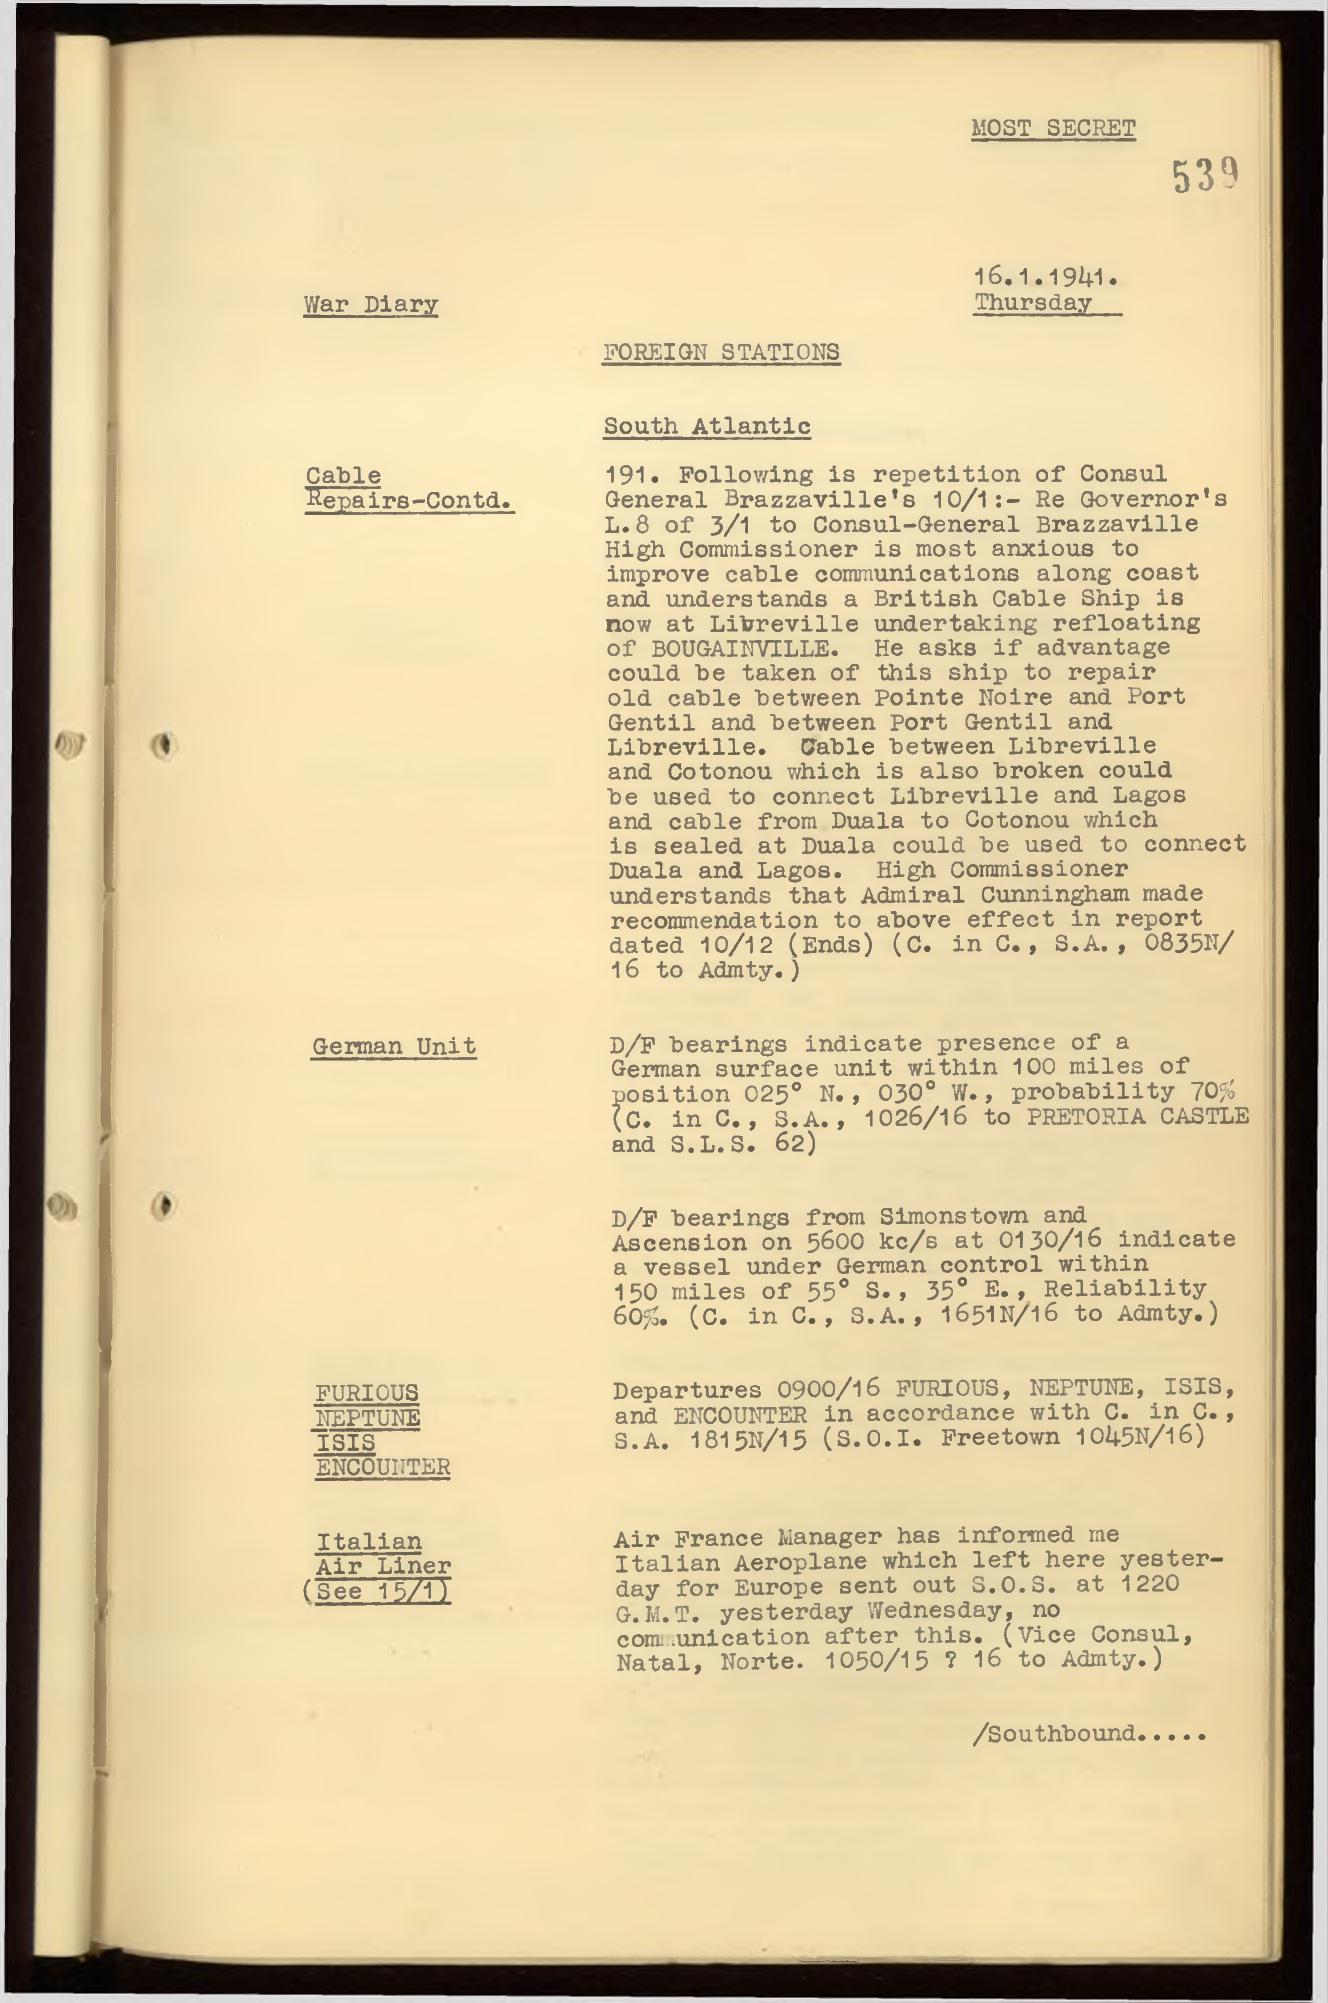 MOST SECRET
539
16.1.1941.
War Diary
Thursday
FOREIGN STATIONS
South Atlantic
Cable
Repairs-Contd.
191. Following is repetition of Consul
General Brazzaville's 10/1:- Re Governor's
L.8 of 3/1 to Consul-General Brazzaville
High Commissioner is most anxious to
improve cable communications along coast
and understands a British Cable Ship is
now at Libreville undertaking refloating
of BOUGAINVILLE. He asks if advantage
could be taken of this ship to repair
old cable between Pointe Noire and Port
Gentil and between Port Gentil and
Libreville. Cable between Libreville
and Cotonou which is also broken could
be used to connect Libreville and Lagos
and cable from Duala to Cotonou which
is sealed at Duala could be used to connect
Duala and Lagos. High Commissioner
understands that Admiral Cunningham made
recommendation to above effect in report
dated 10/12 (Ends) (C. in C., S.A., 0835N/
16 to Admty.)
German Unit
D/F bearings indicate presence of a
German surface unit within 100 miles of
position 025° N., 030° W., probability 70%
(C. in C., S.A., 1026/16 to PRETORIA CASTLE
and S.L.S. 62)
D/F bearings from Simonstown and
Ascension on 5600 kc/s at 0130/16 indicate
a vessel under German control within
150 miles of 55° S., 35° E., Reliability
60%. (C. in C., S.A., 1651N/16 to Admty.)
FURIOUS
NEPTUNE
ISIS
ENCOUNTER
Departures 0900/16 FURIOUS, NEPTUNE, ISIS,
and ENCOUNTER in accordance with C. in C.,
S.A. 1815N/15 (S.O.I. Freetown 1045N/16)
Italian
Air Liner
(See 15/1)
Air France Manager has informed me
Italian Aeroplane which left here yester-
day for Europe sent out S.O.S. at 1220
G.M.T. yesterday Wednesday, no
communication after this. (Vice Consul,
Natal, Norte. 1050/15 ? 16 to Admty.)
/Southbound.....